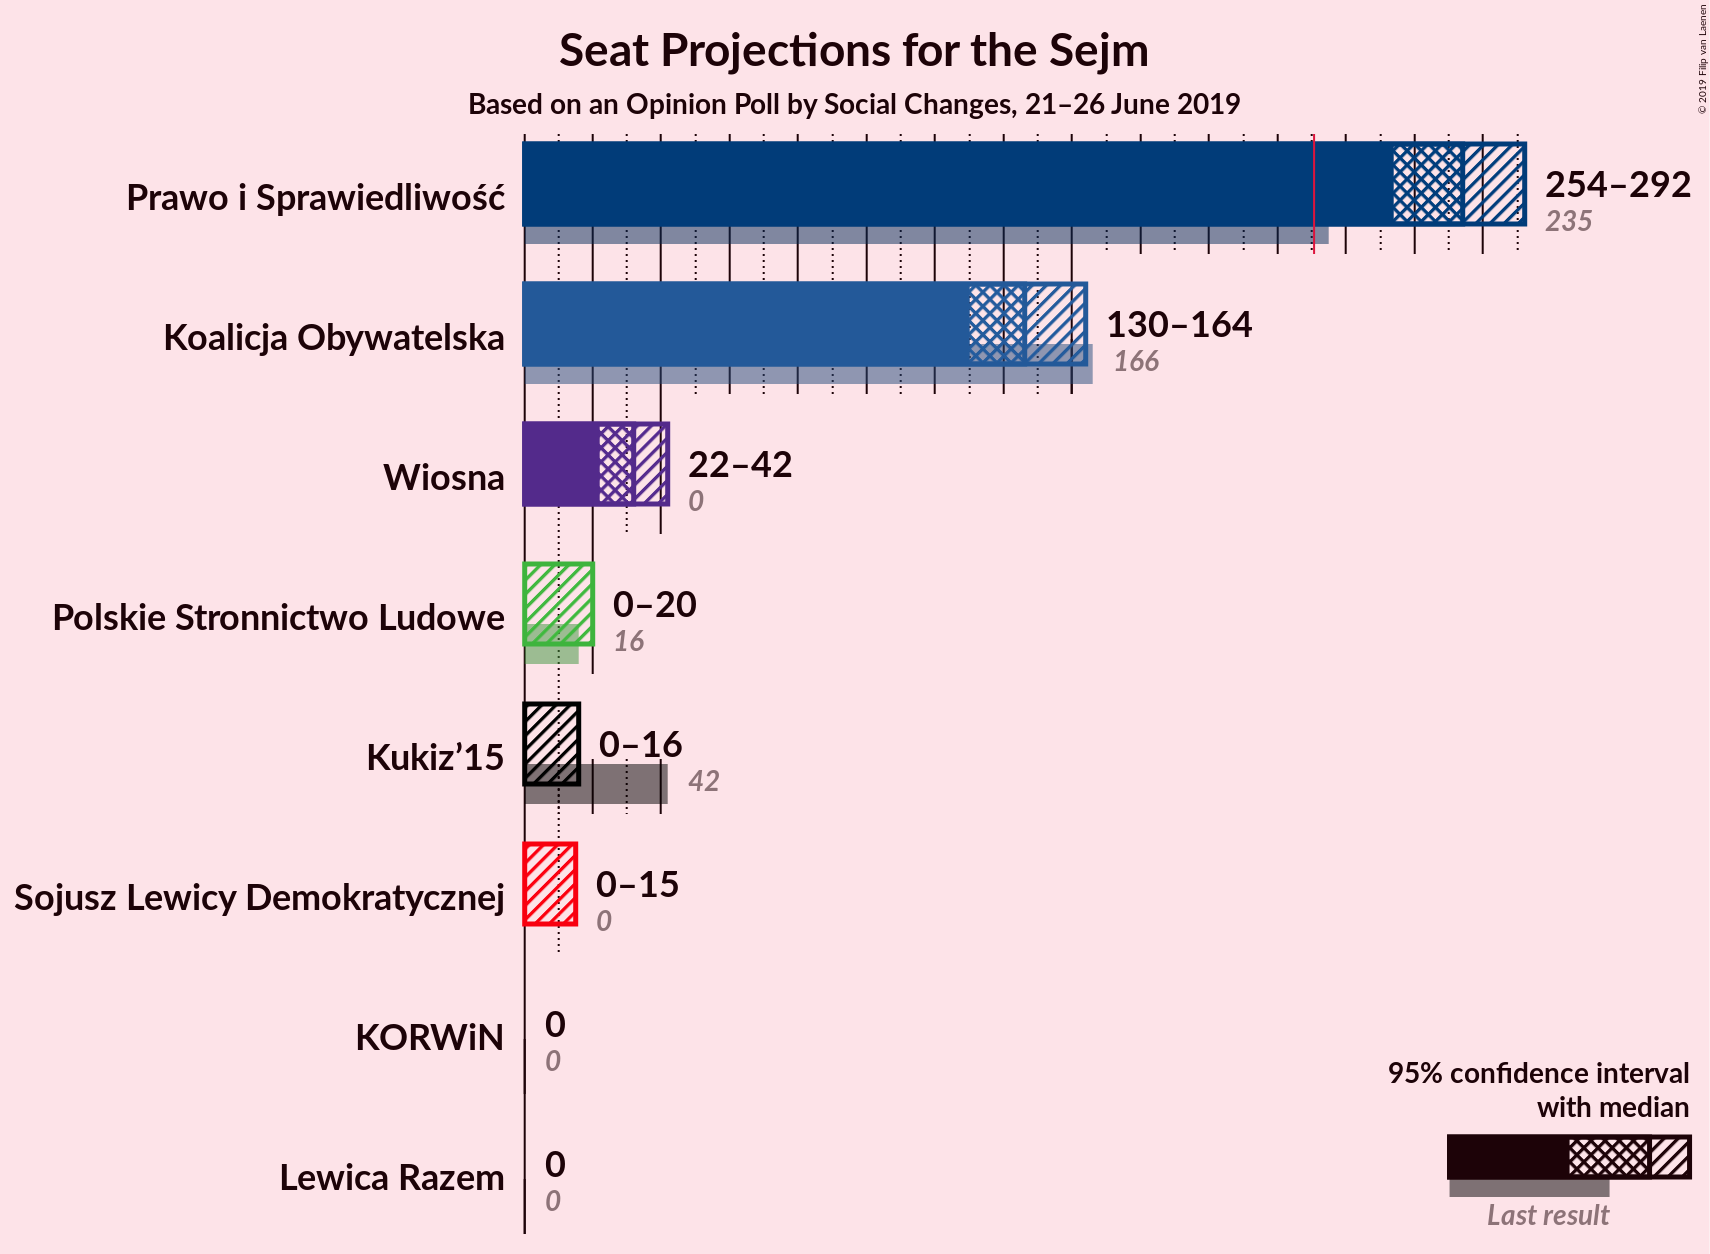 Seat Projections for the Sejm
Based on an Opinion Poll by Social Changes, 21–26 June 2019
© 2019 Filip van Laenen
Prawo i Sprawiedliwość
254–292
235
Koalicja Obywatelska
130–164
166
Wiosna
22–42
0
Polskie Stronnictwo Ludowe
0–20
16
Kukiz’15
0–16
42
Sojusz Lewicy Demokratycznej
0–15
0
KORWiN
0
0
Lewica Razem
0
0
95% confidence interval
with median
Last result